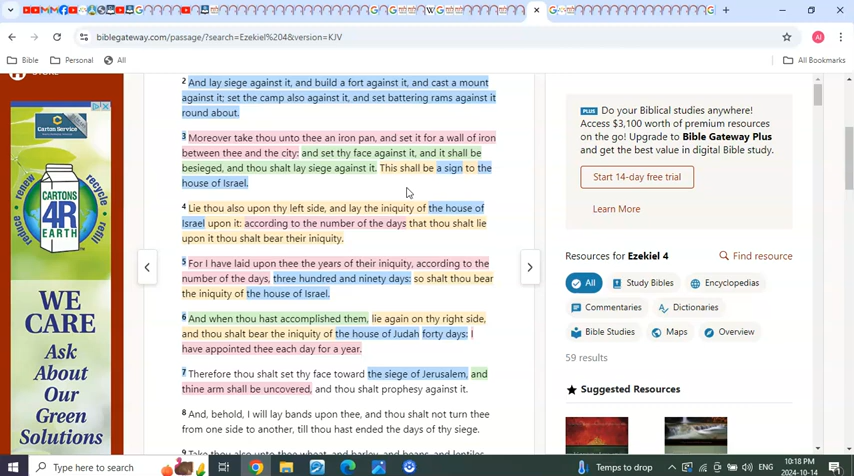 biblegateway.com/passage/?search=Ezekiel%204&version=KJV
Bible
Personal
All
All Bookmarks
2 And lay siege against it, and build a fort against it, and cast a mount
against it; set the camp also against it, and set battering rams against it
round about.
3 Moreover take thou unto thee an iron pan, and set it for a wall of iron
between thee and the city: and set thy face against it, and it shall be
besieged, and thou shalt lay siege against it. This shall be a sign to the
house of Israel.
4 Lie thou also upon thy left side, and lay the iniquity of the house of
Israel upon it: according to the number of the days that thou shalt lie
upon it thou shalt bear their iniquity.
5 For I have laid upon thee the years of their iniquity, according to the
number of the days, three hundred and ninety days: so shalt thou bear
the iniquity of the house of Israel.
6 And when thou hast accomplished them, lie again on thy right side,
and thou shalt bear the iniquity of the house of Judah forty days: I
have appointed thee each day for a year.
7 Therefore thou shalt set thy face toward the siege of Jerusalem, and
thine arm shall be uncovered, and thou shalt prophesy against it.
8 And, behold, I will lay bands upon thee, and thou shalt not turn thee
from one side to another, till thou hast ended the days of thy siege.
9 Take thou also unto thee wheat, and barley, and beans, and lentiles,
Carton Service
renew
recycle
reuse
CARTONS
4R
EARTH
WE
CARE
Ask
About
Our
Green
Solutions
PLUS Do your Biblical studies anywhere!
Access $3,100 worth of premium resources
on the go! Upgrade to Bible Gateway Plus
and get the best value in digital Bible study.
Start 14-day free trial
Learn More
Resources for Ezekiel 4
Find resource
All
Study Bibles
Encyclopedias
Commentaries
Dictionaries
Bible Studies
Maps
Overview
59 results
Suggested Resources
Type here to search
Temps to drop
ENG
10:18 PM
2024-10-14